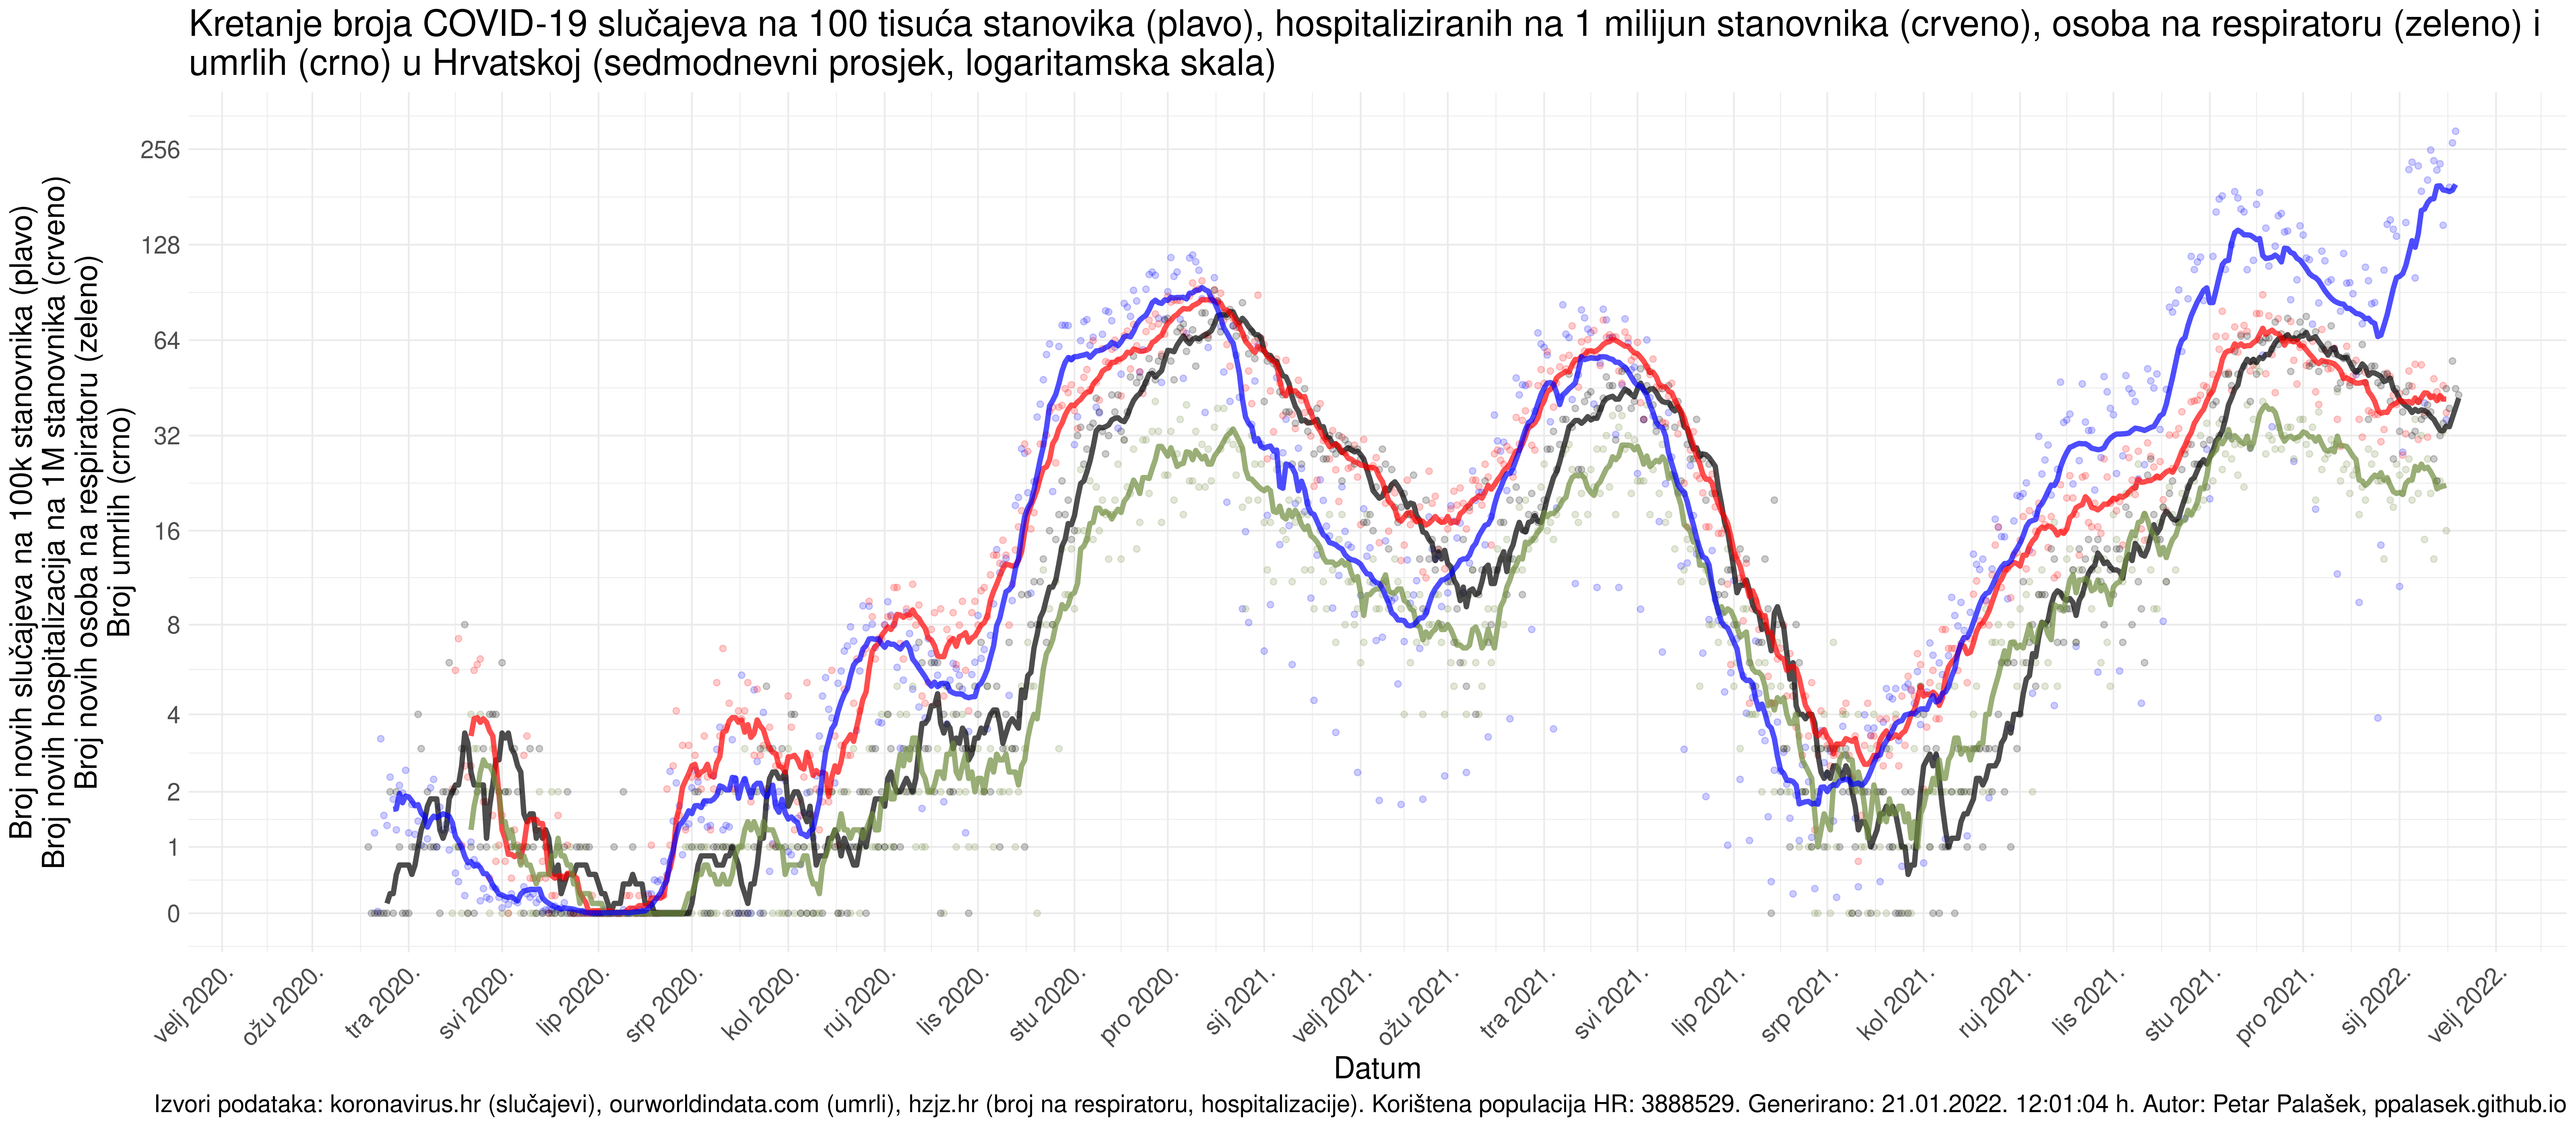 Kretanje broja COVID-19 slučajeva na 100 tisuća stanovika (plavo), hospitaliziranih na 1 milijun stanovnika (crveno), osoba na respiratoru (zeleno) i
umrlih (crno) u Hrvatskoj (sedmodnevni prosjek, logaritamska skala)
Broj novih slučajeva na 100k stanovnika (plavo)
Broj novih hospitalizacija na 1M stanovnika (crveno)
Broj novih osoba na respiratoru (zeleno)
Broj umrlih (crno)
256
128
64
32
16
8
4
2
1
0
velj 2020.
ožu 2020.
tra 2020.
svi 2020.
lip 2020.
srp 2020.
kol 2020.
ruj 2020.
lis 2020.
stu 2020.
pro 2020.
sij 2021.
velj 2021.
ožu 2021.
tra 2021.
svi 2021.
lip 2021.
srp 2021.
kol 2021.
ruj 2021.
lis 2021.
stu 2021.
pro 2021.
sij 2022.
velj 2022.
Datum
Izvori podataka: koronavirus.hr (slučajevi), ourworldindata.com (umrli), hzjz.hr (broj na respiratoru, hospitalizacije). Korištena populacija HR: 3888529. Generirano: 21.01.2022. 12:01:04 h. Autor: Petar Palašek, ppalasek.github.io